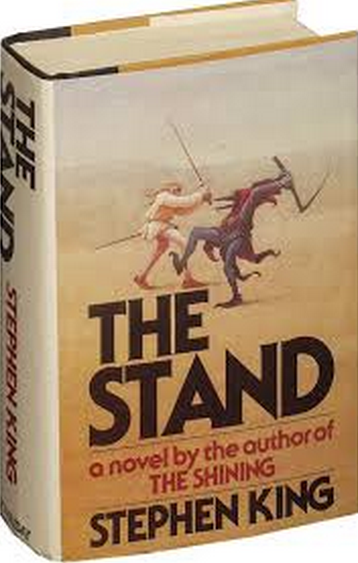 THE
STAND
STEPHEN KING
THE
STAND
a novel by the author of
THE SHINING
STEPHEN KING